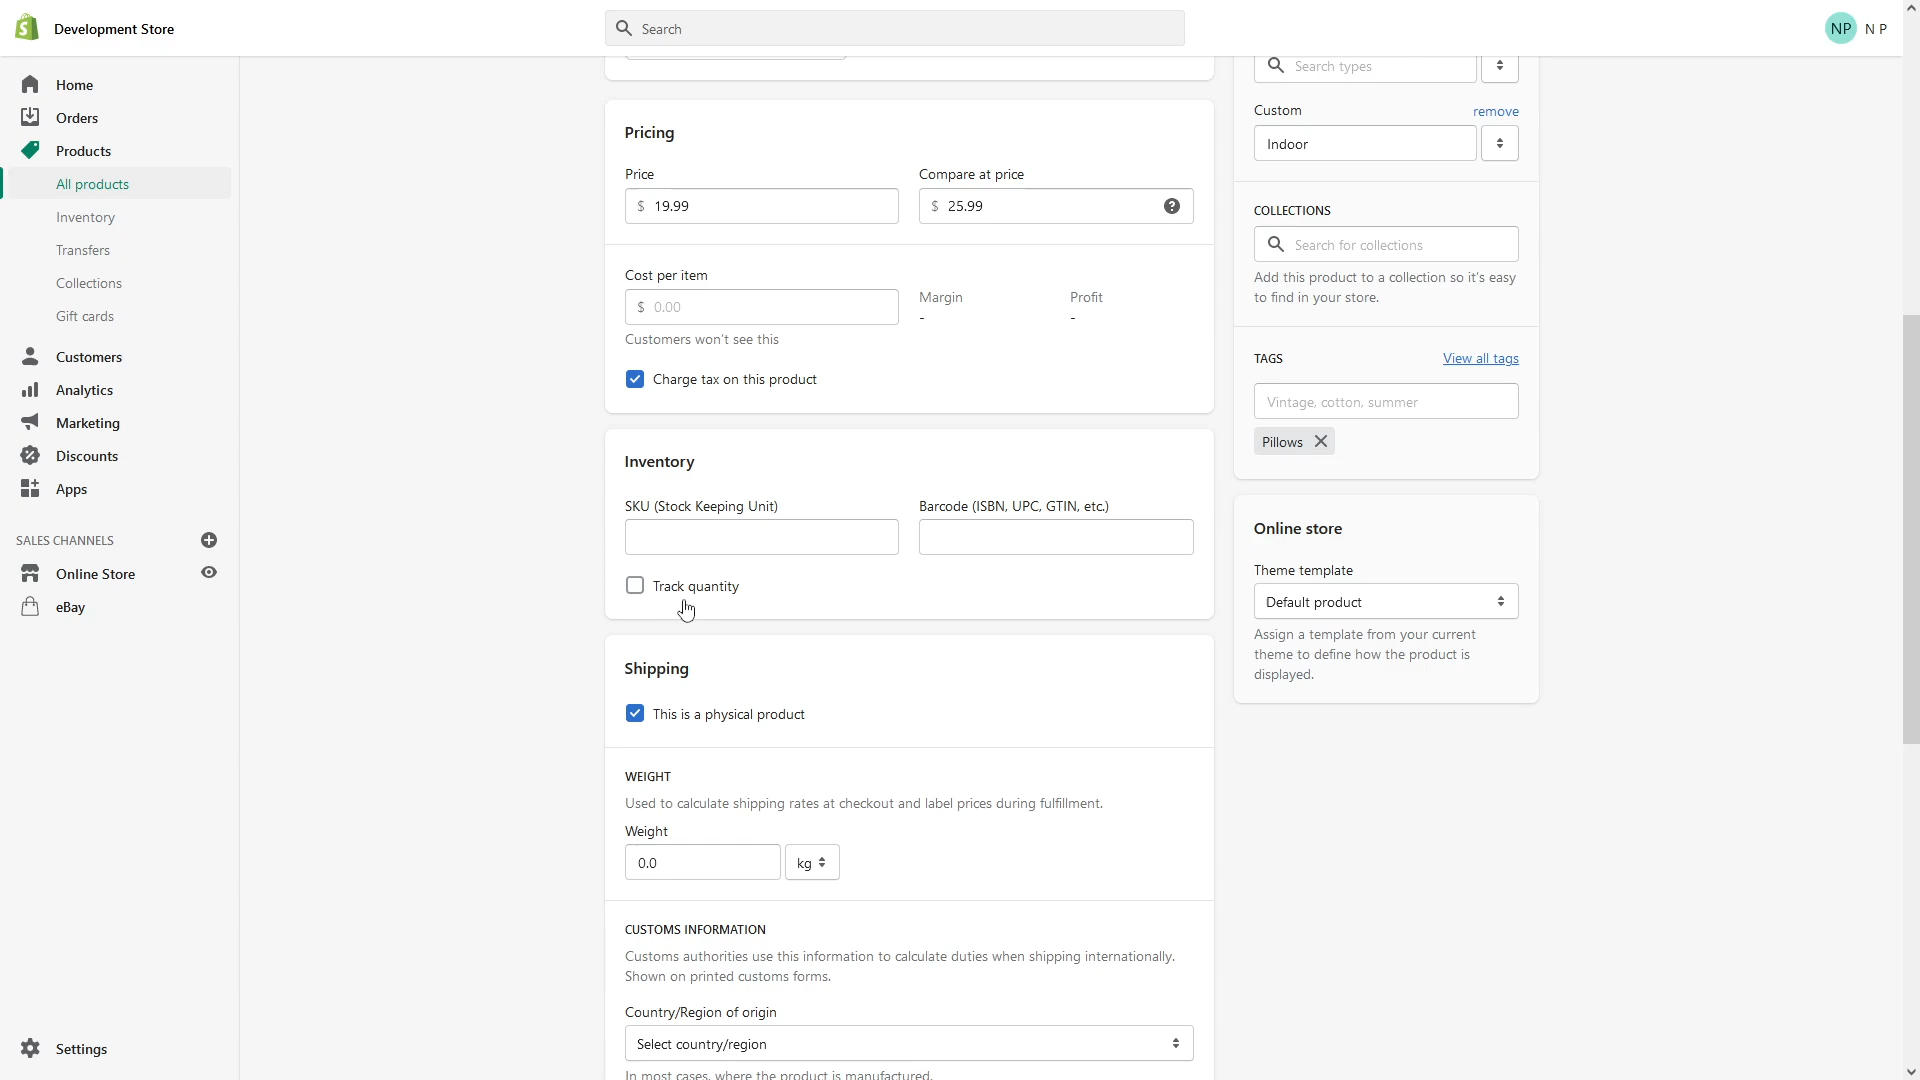 Development Store
Search
NP N P
Home
Orders
Products
All products
Inventory
Transfers
Collections
Gift cards
Customers
Analytics
Marketing
Discounts
Apps
SALES CHANNELS
Online Store
eBay
Settings
Pricing
Price
Compare at price
$ 19.99
$ 25.99
Cost per item
$ 0.00
Margin
-
Profit
-
Customers won't see this
Charge tax on this product
Inventory
SKU (Stock Keeping Unit)
Barcode (ISBN, UPC, GTIN, etc.)
Track quantity
Shipping
This is a physical product
WEIGHT
Used to calculate shipping rates at checkout and label prices during fulfillment.
Weight
0.0
kg
CUSTOMS INFORMATION
Customs authorities use this information to calculate duties when shipping internationally.
Shown on printed customs forms.
Country/Region of origin
Select country/region
In most cases, where the product is manufactured.
Search types
Custom
remove
Indoor
COLLECTIONS
Search for collections
Add this product to a collection so it's easy
to find in your store.
TAGS
View all tags
Vintage, cotton, summer
Pillows
Online store
Theme template
Default product
Assign a template from your current
theme to define how the product is
displayed.